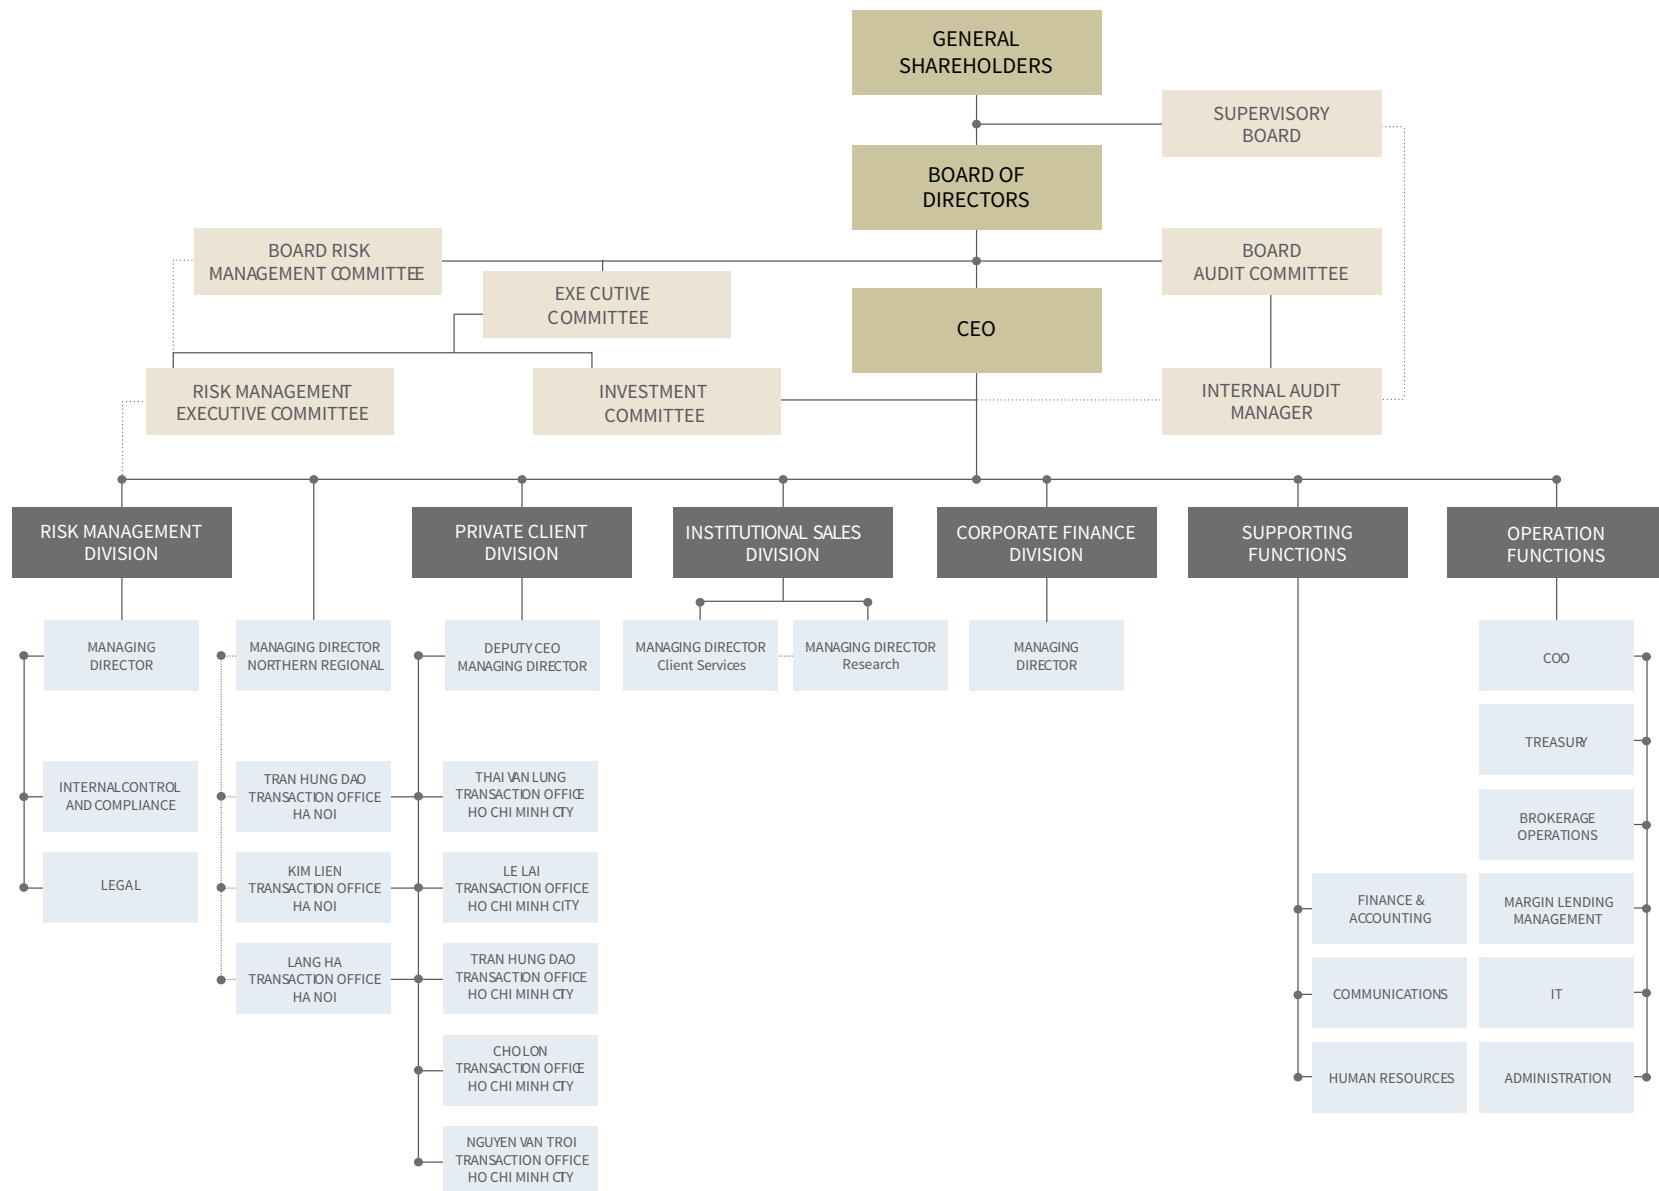 GENERAL
SHAREHOLDERS
SUPERVISORY
BOARD
BOARD OF
DIRECTORS
BOARD RISK
MANAGEMENT COMMITTEE
BOARD
AUDIT COMMITTEE
EXE CUTIVE
COMMITTEE
CEO
RISK MANAGEMENT
EXECUTIVE COMMITTEE
INVESTMENT
COMMITTEE
INTERNAL AUDIT
MANAGER
RISK MANAGEMENT
DIVISION
PRIVATE CLIENT
DIVISION
INSTITUTIONAL SALES
DIVISION
CORPORATE FINANCE
DIVISION
SUPPORTING
FUNCTIONS
OPERATION
FUNCTIONS
MANAGING
DIRECTOR
MANAGING DIRECTOR
NORTHERN REGIONAL
DEPUTY CEO
MANAGING DIRECTOR
MANAGING DIRECTOR
Client Services
MANAGING DIRECTOR
Research
MANAGING
DIRECTOR
COO
TREASURY
INTERNAL CONTROL
AND COMPLIANCE
TRAN HUNG DAO
TRANSACTION OFFICE
HA NOI
THAI VAN LUNG
TRANSACTION OFFICE
HO CHI MINH CITY
BROKERAGE
OPERATIONS
LEGAL
KIM LIEN
TRANSACTION OFFICE
HA NOI
LE LAI
TRANSACTION OFFICE
HO CHI MINH CITY
FINANCE &
ACCOUNTING
MARGIN LENDING
MANAGEMENT
LANG HA
TRANSACTION OFFICE
HA NOI
TRAN HUNG DAO
TRANSACTION OFFICE
HO CHI MINH CITY
COMMUNICATIONS
IT
CHO LON
TRANSACTION OFFICE
HO CHI MINH CITY
HUMAN RESOURCES
ADMINISTRATION
NGUYEN VAN TROI
TRANSACTION OFFICE
HO CHI MINH CITY